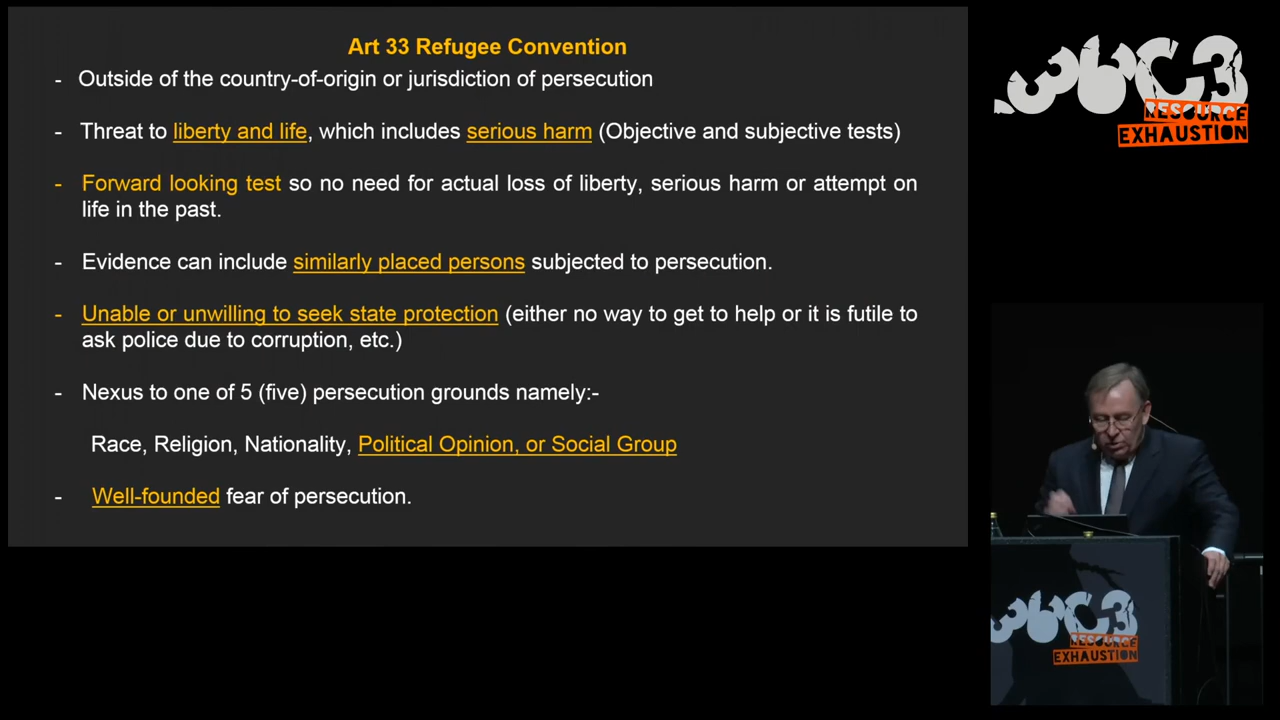 Art 33 Refugee Convention
- Outside of the country-of-origin or jurisdiction of persecution
- Threat to liberty and life, which includes serious harm (Objective and subjective tests)
- Forward looking test so no need for actual loss of liberty, serious harm or attempt on
life in the past.
- Evidence can include similarly placed persons subjected to persecution.
- Unable or unwilling to seek state protection (either no way to get to help or it is futile to
ask police due to corruption, etc.)
- Nexus to one of 5 (five) persecution grounds namely:-
Race, Religion, Nationality, Political Opinion, or Social Group
- Well-founded fear of persecution.
36C3
RESOURCE
EXHAUSTION
36C3
RESOURCE
EXHAUSTION